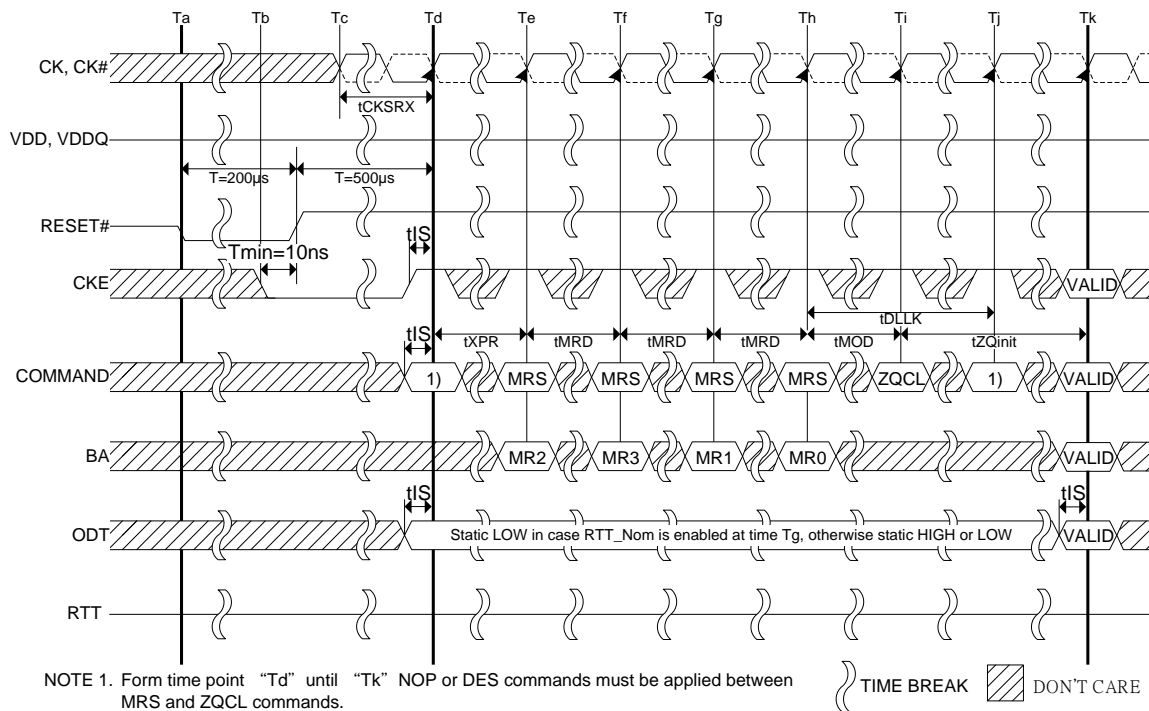 Ta Tb Tc Td Te Tf Tg Th Ti Tj Tk
CK, CK#
tCKSRX
VDD, VDDQ
T=200µs T=500µs
RESET#
tIS
Tmin=10ns
CKE VALID
tDLLK
tIS tXPR tMRD tMRD tMRD tMOD tZQinit
COMMAND 1) MRS MRS MRS MRS ZQCL 1) VALID
BA MR2 MR3 MR1 MR0 VALID
tIS tIS
ODT Static LOW in case RTT_Nom is enabled at time Tg, otherwise static HIGH or LOW VALID
RTT
NOTE 1. Form time point “Td” until “Tk” NOP or DES commands must be applied between
MRS and ZQCL commands.
TIME BREAK DON'T CARE